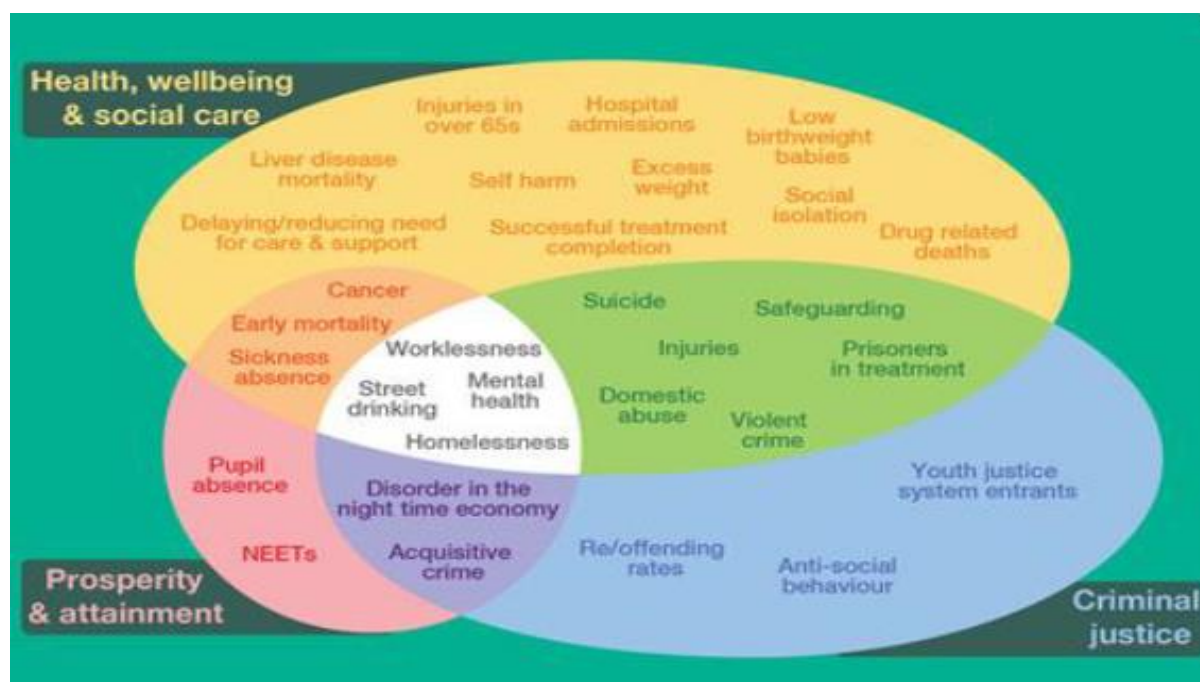 Health, wellbeing
& social care
Injuries in
over 65s
Hospital
admissions
Low
birthweight
babies
Liver disease
mortality
Self harm
Excess
weight
Social
isolation
Delaying/reducing need
for care & support
Successful treatment
completion
Drug related
deaths
Cancer
Early mortality
Sickness
absence
Worklessness
Street
drinking
Mental
health
Homelessness
Suicide
Safeguarding
Injuries
Prisoners
in treatment
Domestic
abuse
Violent
crime
Pupil
absence
NEETs
Disorder in the
night time economy
Acquisitive
crime
Youth justice
system entrants
Re/offending
rates
Anti-social
behaviour
Prosperity
& attainment
Criminal
justice